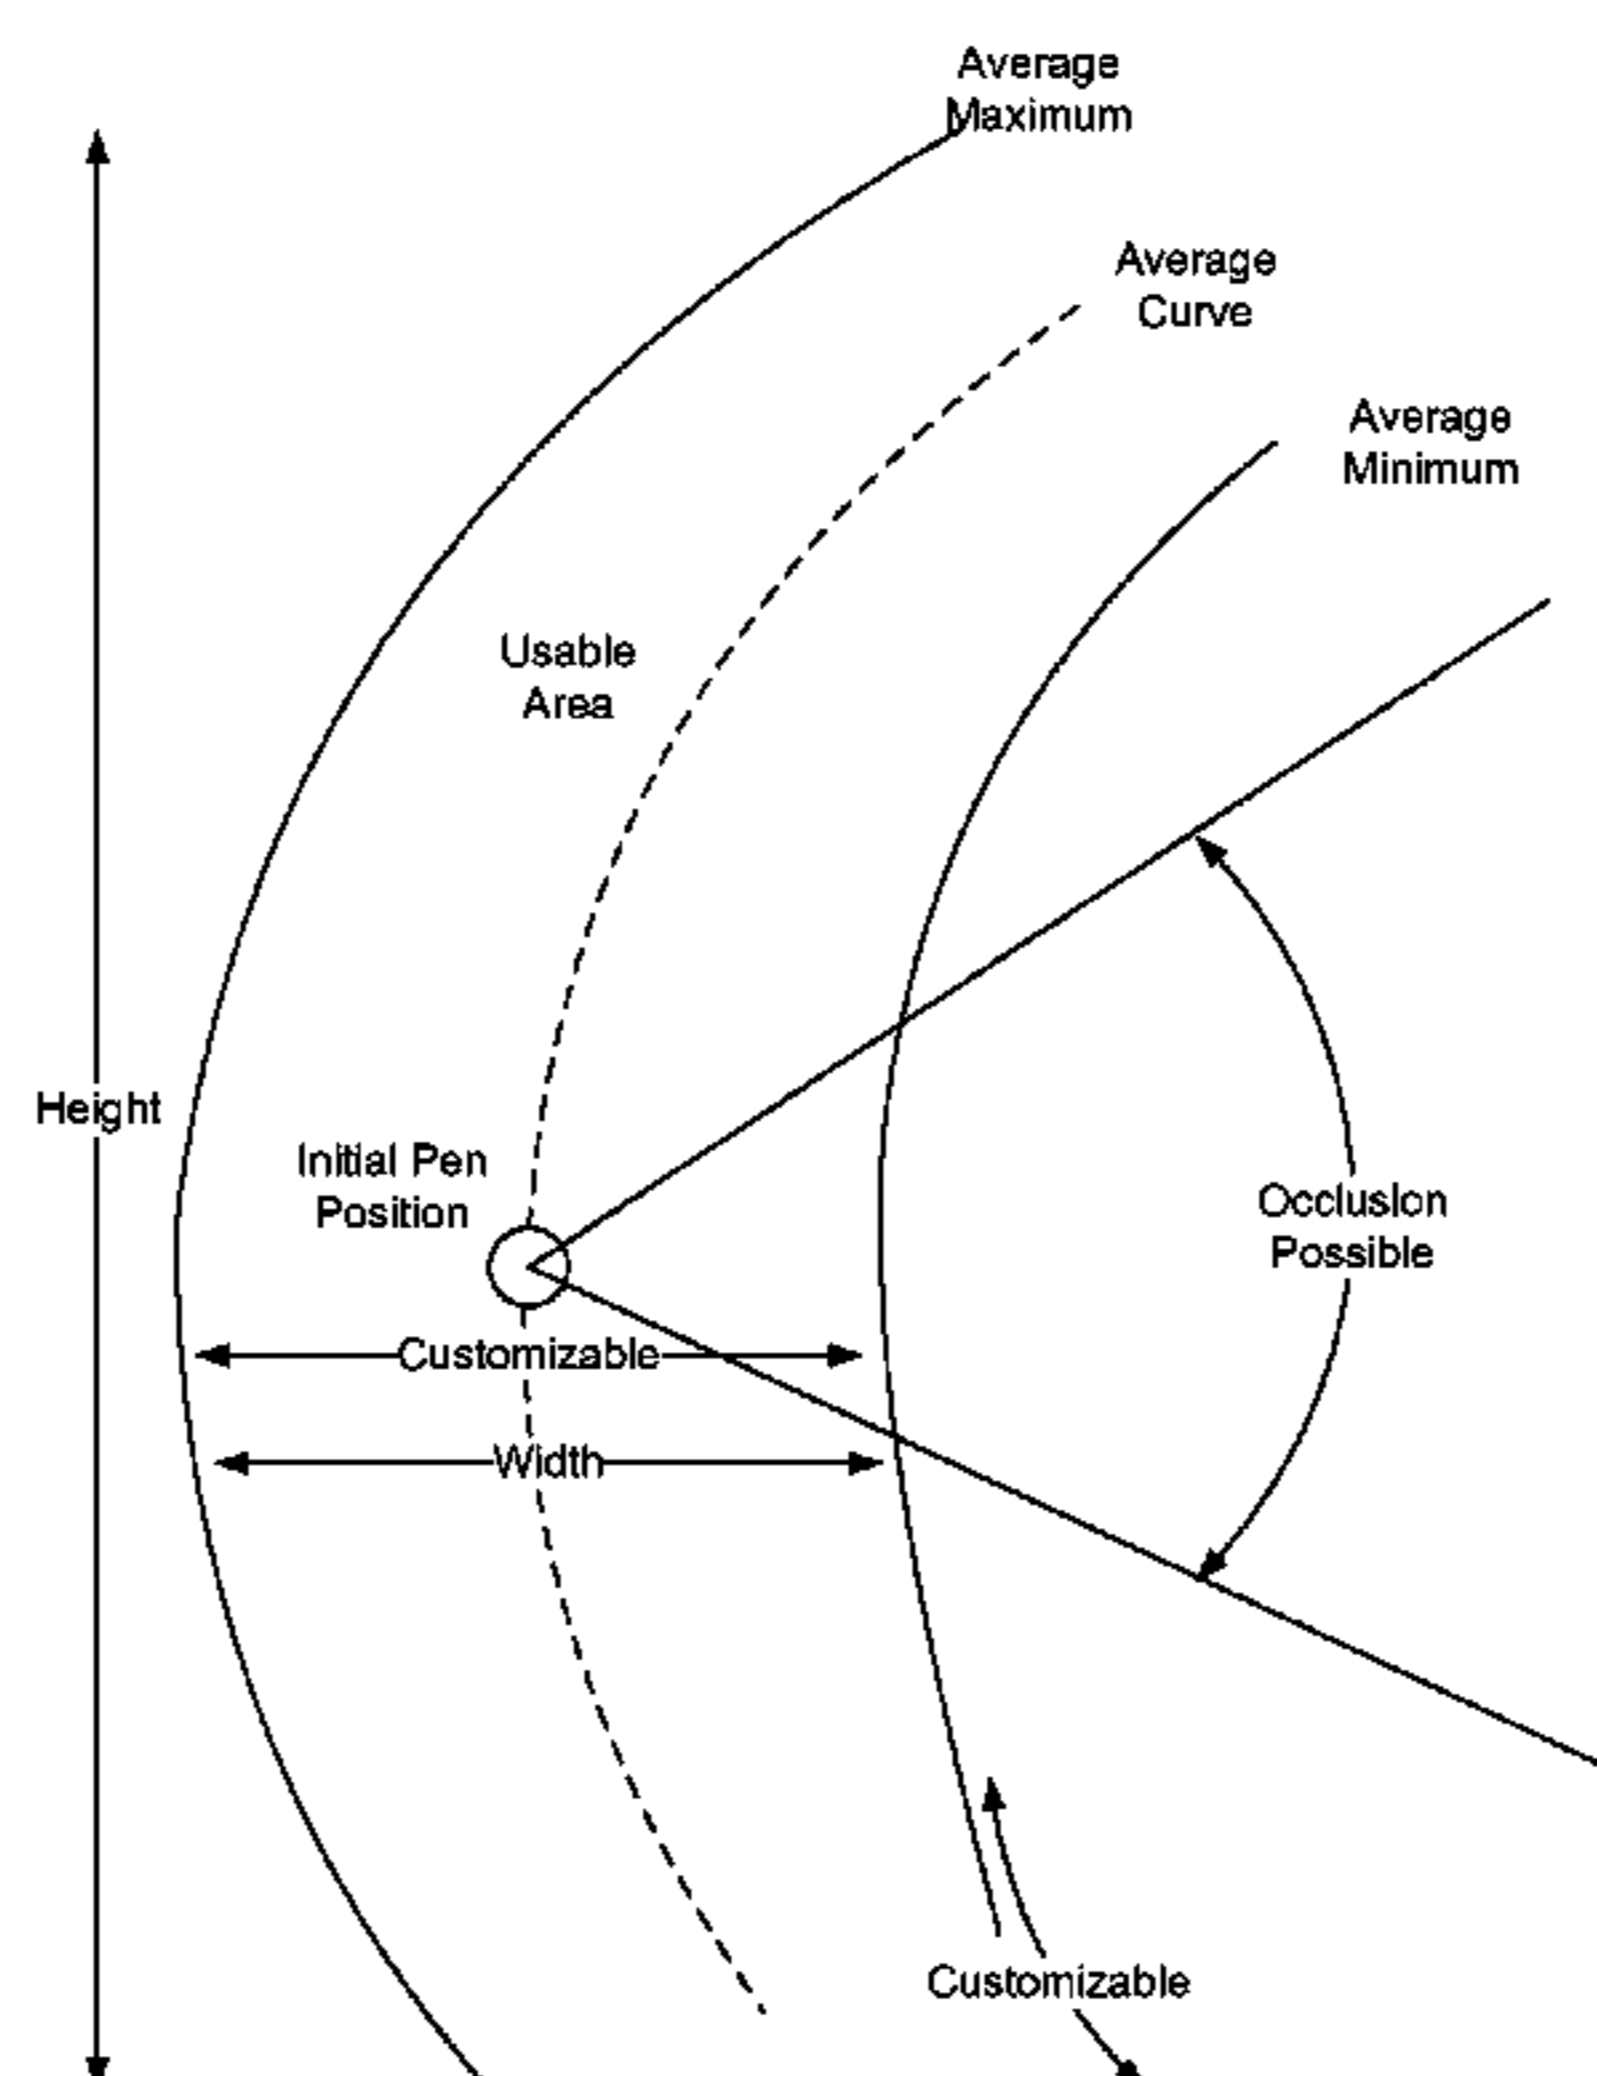 Average
Maximum
Average
Curve
Average
Minimum
Usable
Area
Height
Initial Pen
Position
Occlusion
Possible
Customizable
Width
Customizable